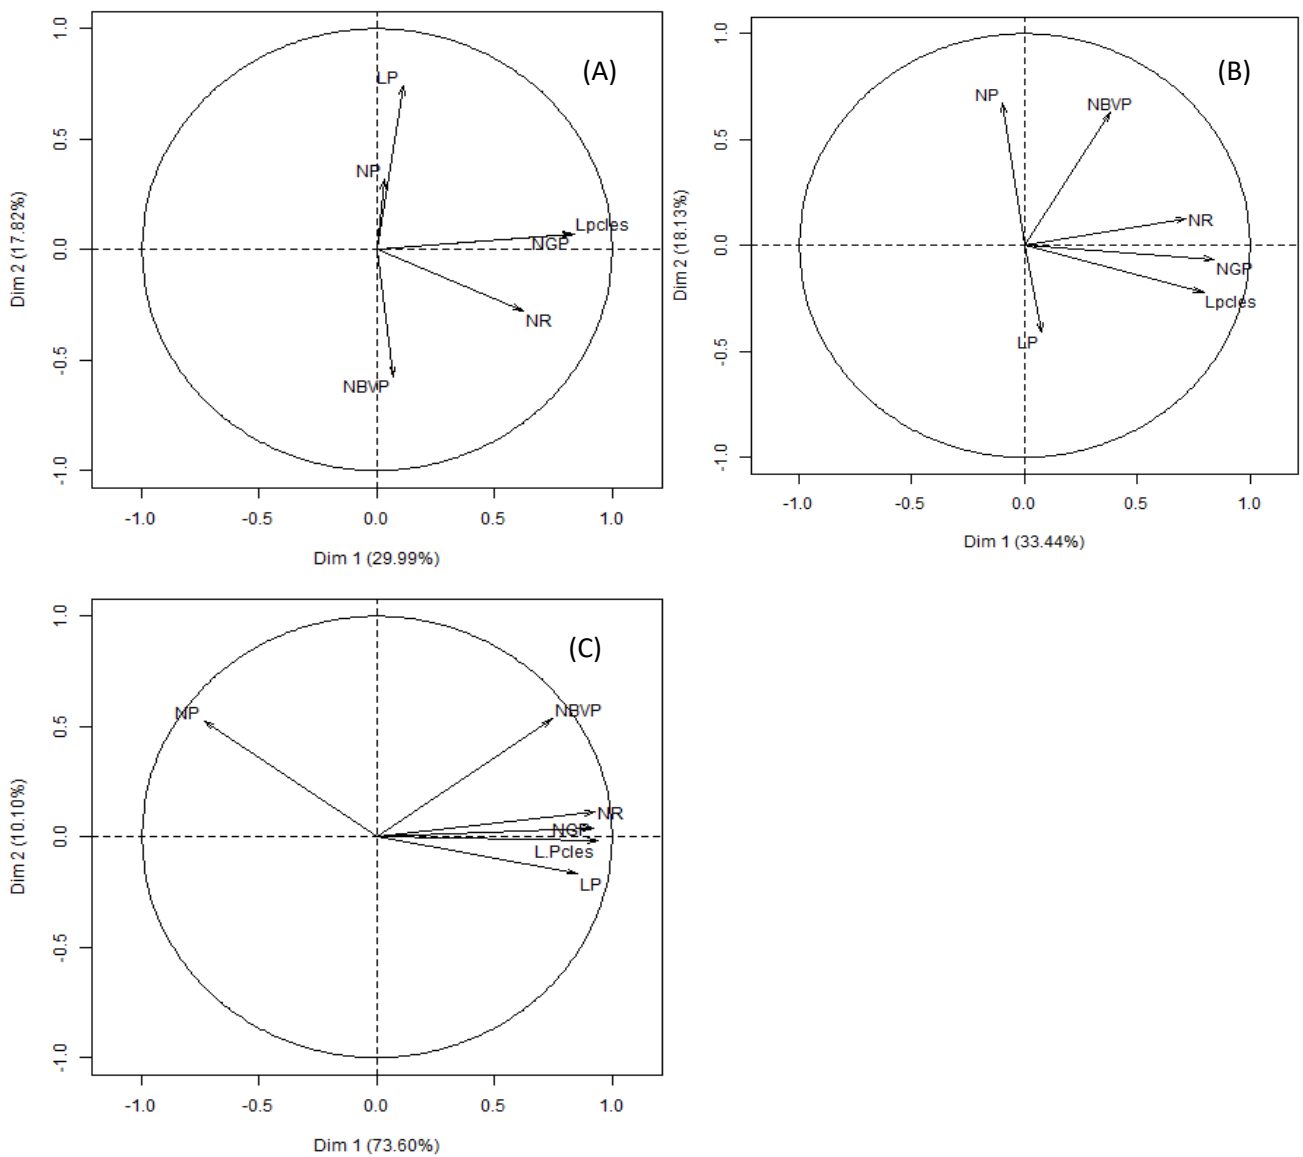 (A)
1.0
0.5
0.0
-0.5
-1.0
Dim 2 (17.82%)
LP
NP
Lpcles
NGP
NR
NBVP
-1.0 -0.5 0.0 0.5 1.0
Dim 1 (29.99%)
(B)
1.0
0.5
0.0
-0.5
-1.0
Dim 2 (18.13%)
NP
NBVP
NR
NGP
Lpcles
LP
-1.0 -0.5 0.0 0.5 1.0
Dim 1 (33.44%)
(C)
1.0
0.5
0.0
-0.5
-1.0
Dim 2 (10.10%)
NP
NBVP
NR
NGP
L.Pcles
LP
-1.0 -0.5 0.0 0.5 1.0
Dim 1 (73.60%)